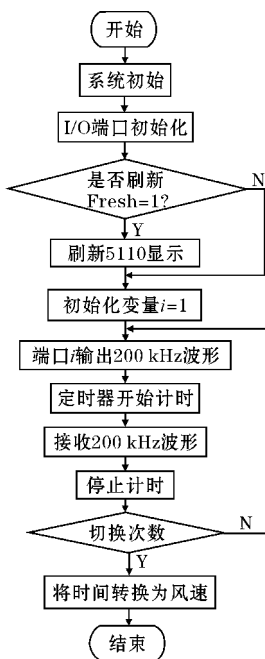 开始
系统初始
I/O端口初始化
是否刷新
Fresh=1?
N
Y
刷新5110显示
初始化变量i=1
端口i输出200 kHz波形
定时器开始计时
接收200 kHz波形
停止计时
切换次数
N
Y
将时间转换为风速
结束